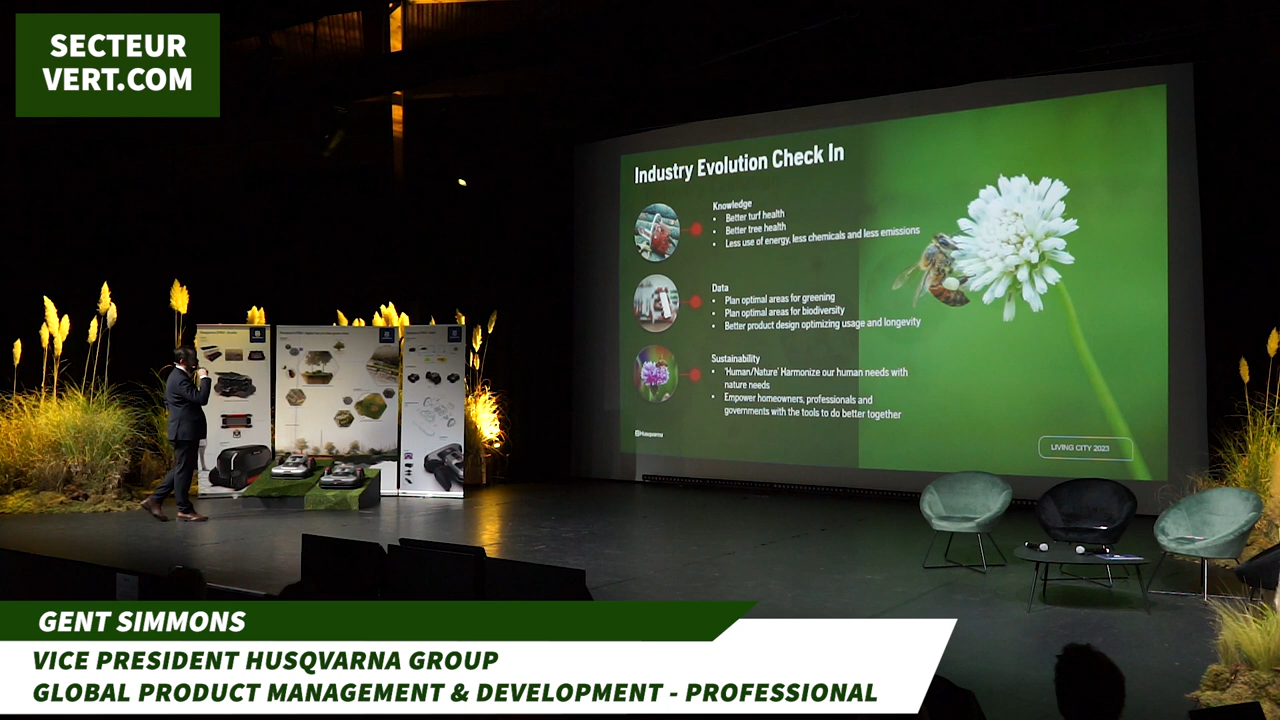 SECTEUR
VERT.COM
Industry Evolution Check In
Knowledge
• Better turf health
• Better tree health
• Less use of energy, less chemicals and less emissions
Data
• Plan optimal areas for greening
• Plan optimal areas for biodiversity
• Better product design optimizing usage and longevity
Sustainability
• 'Human/Nature' Harmonize our human needs with
nature needs
• Empower homeowners, professionals and
governments with the tools to do better together
Husqvarna
LIVING CITY 2023
GENT SIMMONS
VICE PRESIDENT HUSQVARNA GROUP
GLOBAL PRODUCT MANAGEMENT & DEVELOPMENT - PROFESSIONAL